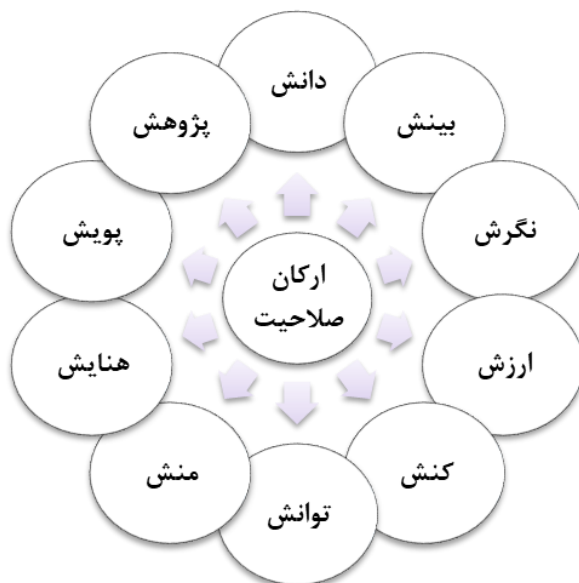 دانش
بینش
نگرش
ارزش
کنش
توانش
منش
هنایش
پویش
پژوهش
ارکان
صلاحیت